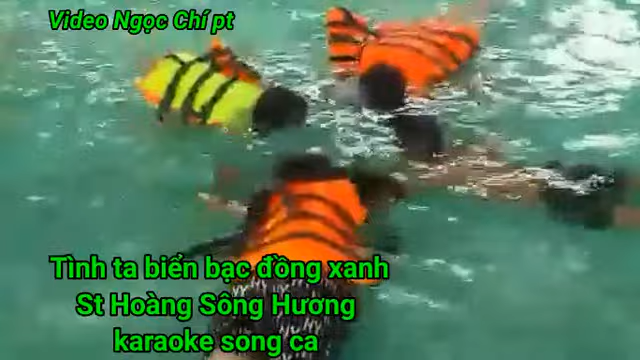 Video Ngọc Chí pt
Tình ta biển bạc đồng xanh
St Hoàng Sông Hương
karaoke song ca